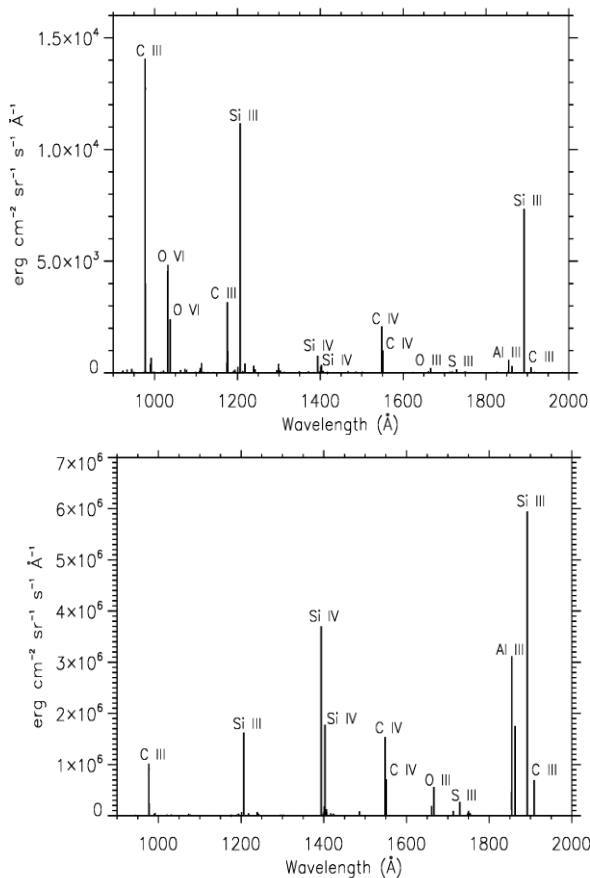 1.5×10⁴
C III
Si III
1.0×10⁴
Si III
O VI
5.0×10³
O VI
C III
C IV
C IV
Si IV
Si IV
O III
S III
Al III
C III
0
erg cm⁻² sr⁻¹ s⁻¹ Å⁻¹
1000 1200 1400 1600 1800 2000
Wavelength (Å)
7×10⁶
6×10⁶
Si III
5×10⁶
4×10⁶
Si IV
Al III
3×10⁶
2×10⁶
Si III
Si IV
C IV
C III
1×10⁶
C IV
O III
S III
C III
0
erg cm⁻² sr⁻¹ s⁻¹ Å⁻¹
1000 1200 1400 1600 1800 2000
Wavelength (Å)